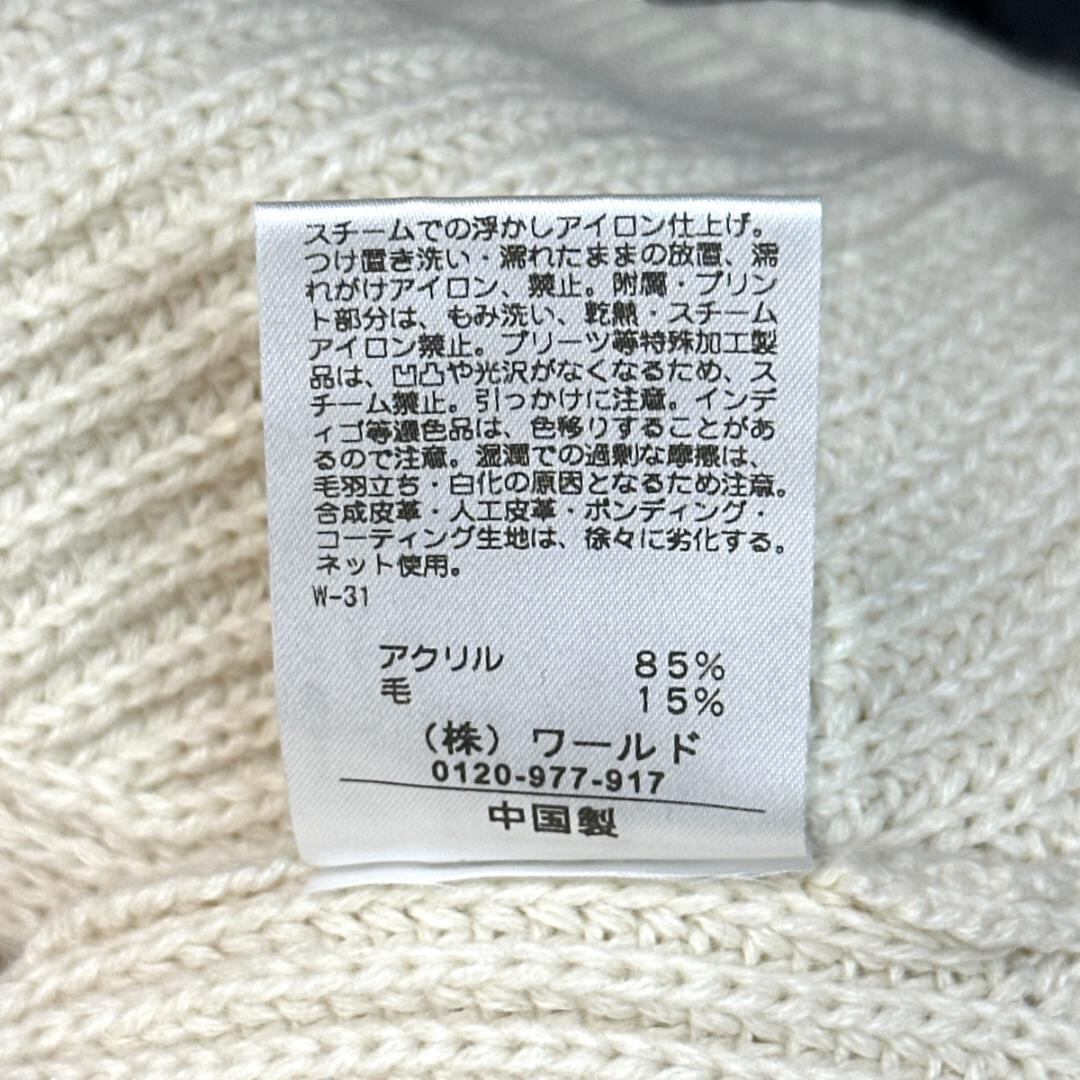 スチームでの浮かしアイロン仕上げ。
つけ置き洗い・濡れたままの放置、濡
れがけアイロン、禁止。附属・プリン
ト部分は、もみ洗い、乾熱・スチーム
アイロン禁止。プリーツ等特殊加工製
品は、凹凸や光沢がなくなるため、ス
チーム禁止。引っかけに注意。インデ
ィゴ等濃色品は、色移りすることがあ
るので注意。湿潤での過剰な摩擦は、
毛羽立ち・白化の原因となるため注意。
合成皮革・人工皮革・ボンディング・
コーティング生地は、徐々に劣化する。
ネット使用。
W-31
アクリル 85%
毛 15%
(株) ワールド
0120-977-917
中国製